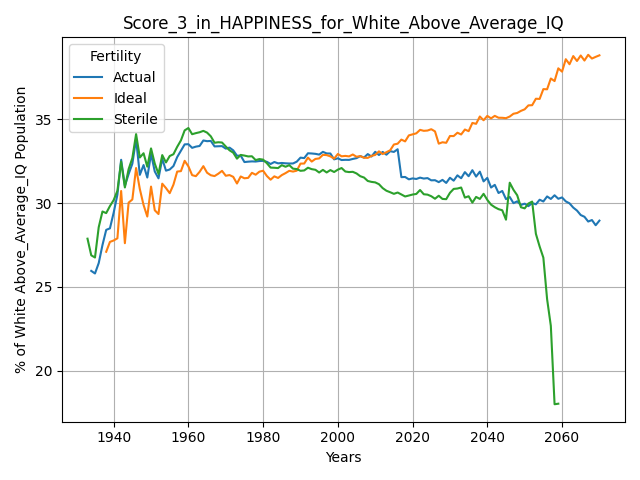 Score_3_in_HAPPINESS_for_White_Above_Average_IQ
Fertility
Actual
Ideal
Sterile
% of White Above_Average_IQ Population
35
30
25
20
1940
1960
1980
2000
2020
2040
2060
Years